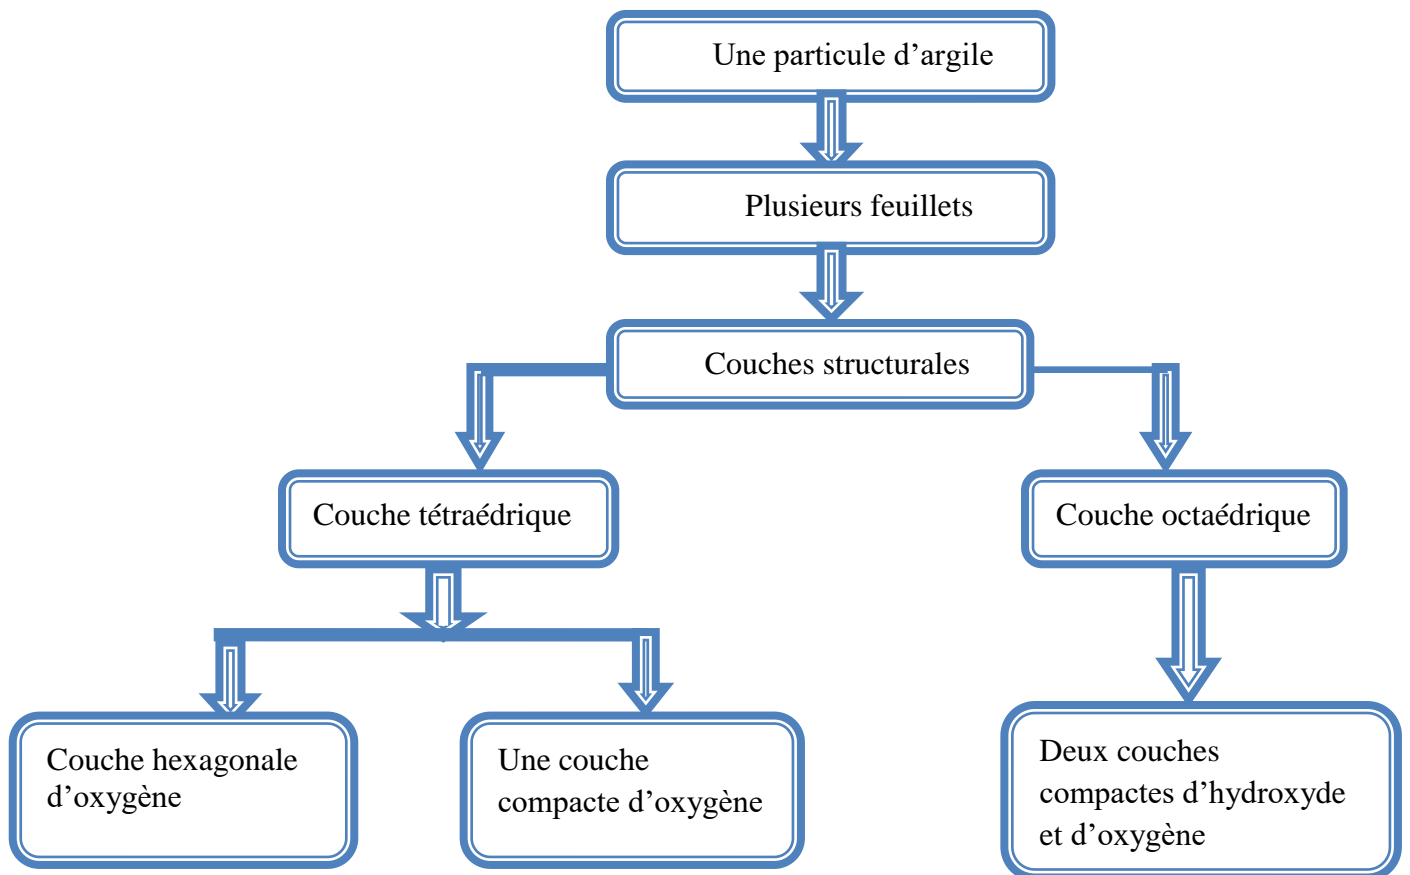 Une particule d’argile
Plusieurs feuillets
Couches structurales
Couche tétraédrique
Couche octaédrique
Couche hexagonale
d’oxygène
Une couche
compacte d’oxygène
Deux couches
compactes d’hydroxyde
et d’oxygène